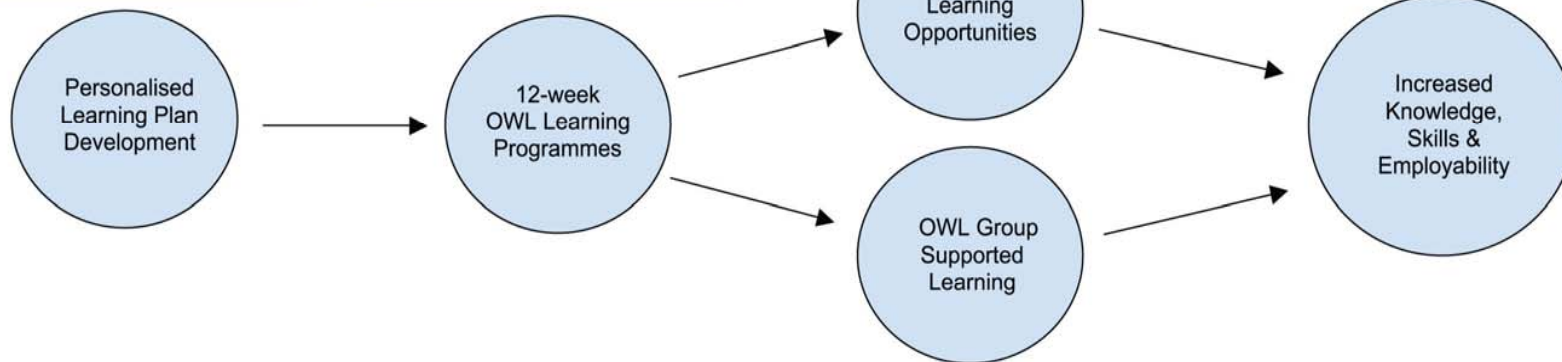 Personalised
Learning Plan
Development
12-week
OWL Learning
Programmes
Learning
Opportunities
OWL Group
Supported
Learning
Increased
Knowledge,
Skills &
Employability